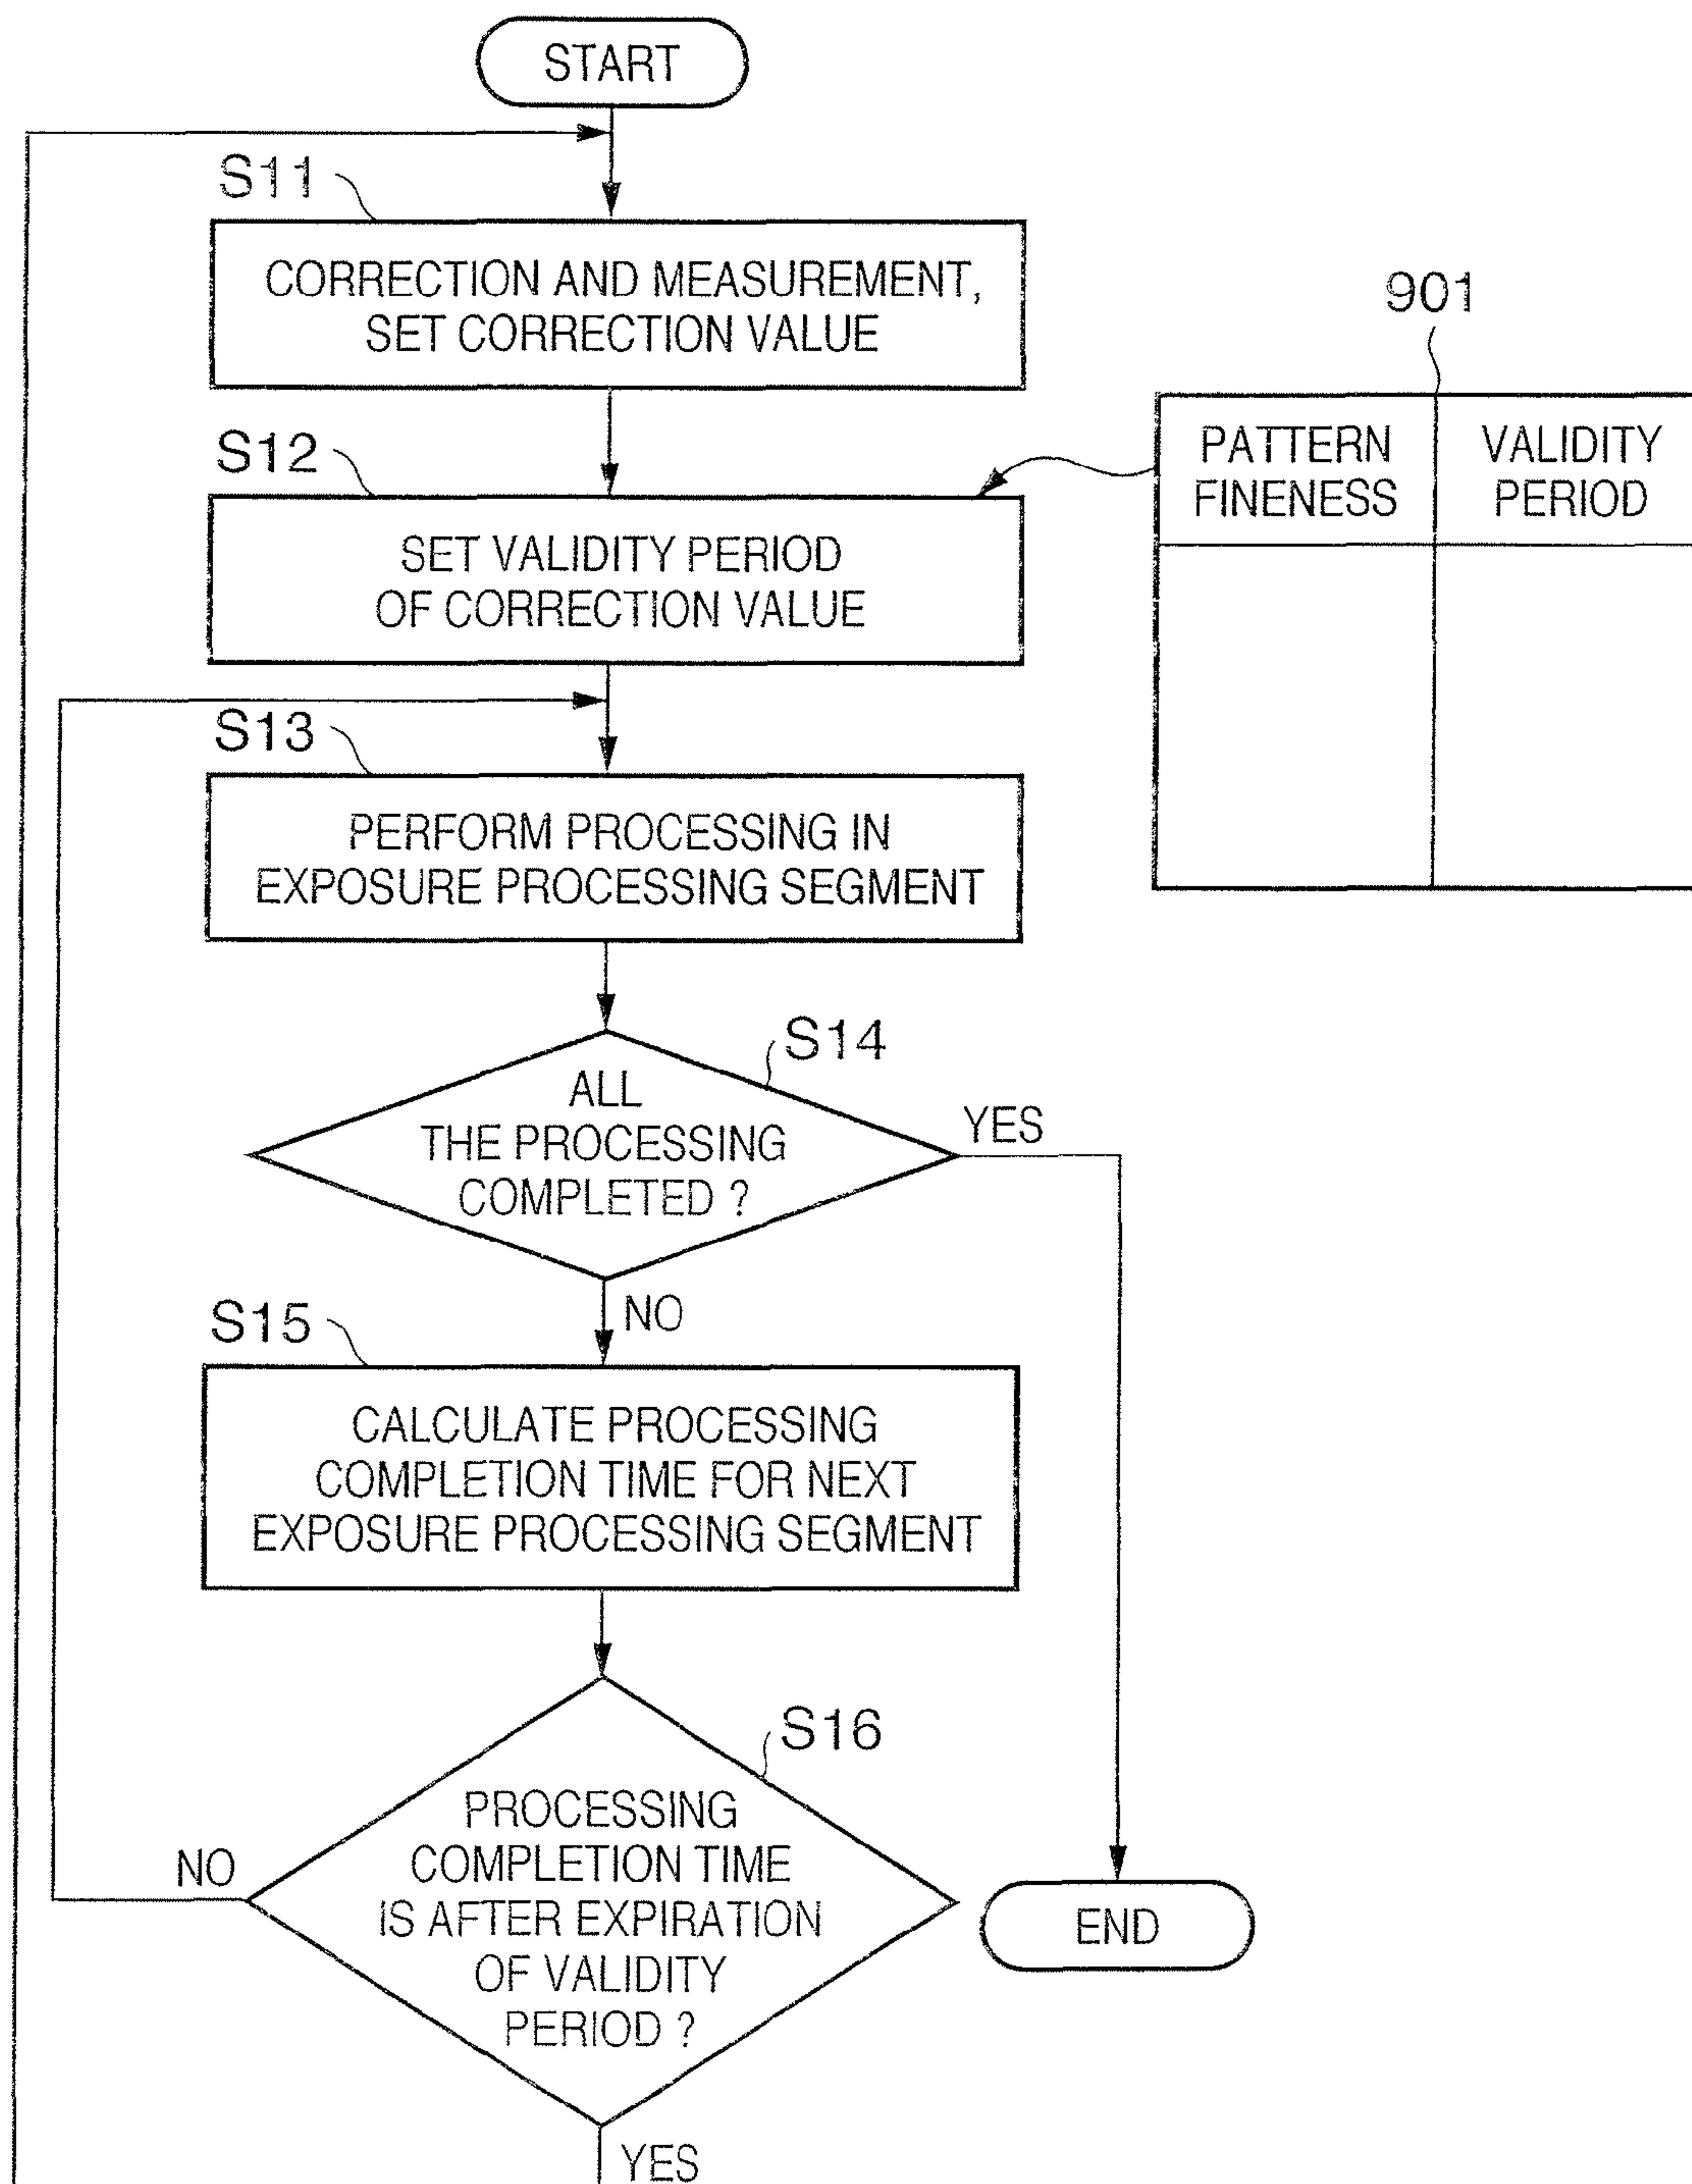 START
S11
CORRECTION AND MEASUREMENT,
SET CORRECTION VALUE
901
PATTERN
FINENESS
VALIDITY
PERIOD
S12
SET VALIDITY PERIOD
OF CORRECTION VALUE
S13
PERFORM PROCESSING IN
EXPOSURE PROCESSING SEGMENT
S14
ALL
THE PROCESSING
COMPLETED ?
YES
NO
S15
CALCULATE PROCESSING
COMPLETION TIME FOR NEXT
EXPOSURE PROCESSING SEGMENT
S16
PROCESSING
COMPLETION TIME
IS AFTER EXPIRATION
OF VALIDITY
PERIOD ?
NO
END
YES